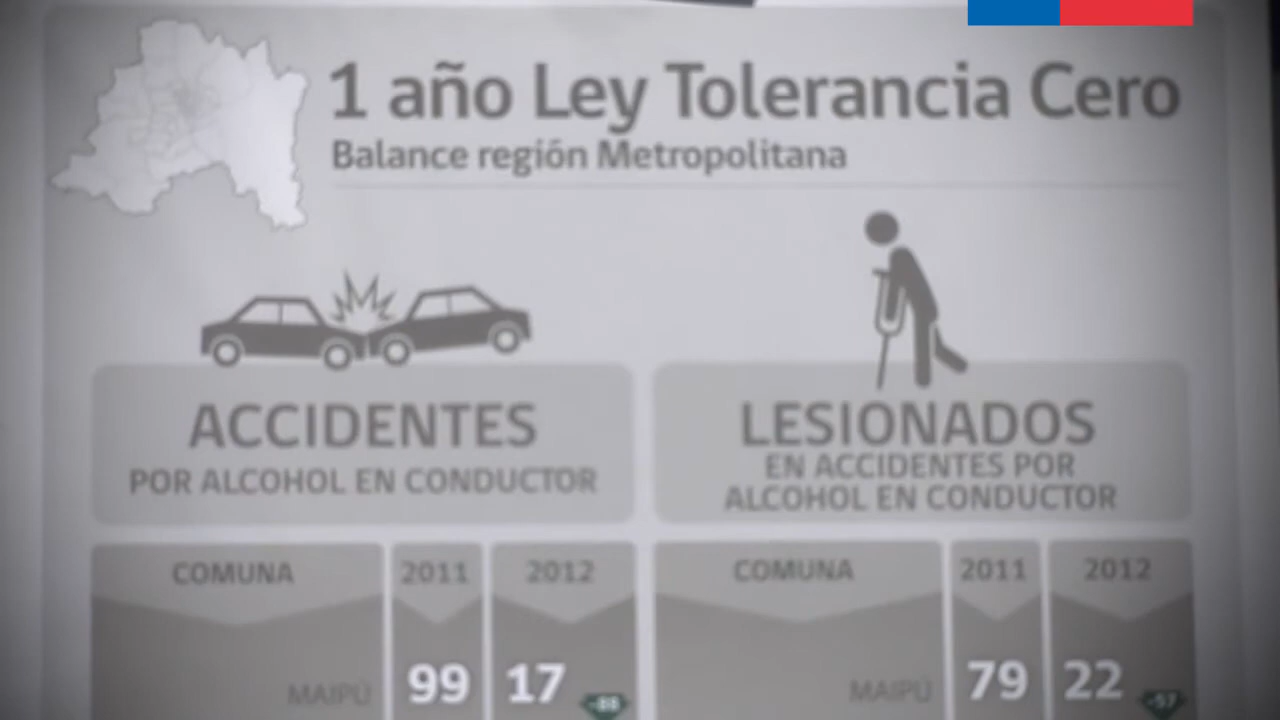 1 año Ley Tolerancia Cero
Balance región Metropolitana
ACCIDENTES
POR ALCOHOL EN CONDUCTOR
LESIONADOS
EN ACCIDENTES POR
ALCOHOL EN CONDUCTOR
COMUNA 2011 2012
MAIPÚ 99 17
COMUNA 2011 2012
MAIPÚ 79 22 -57